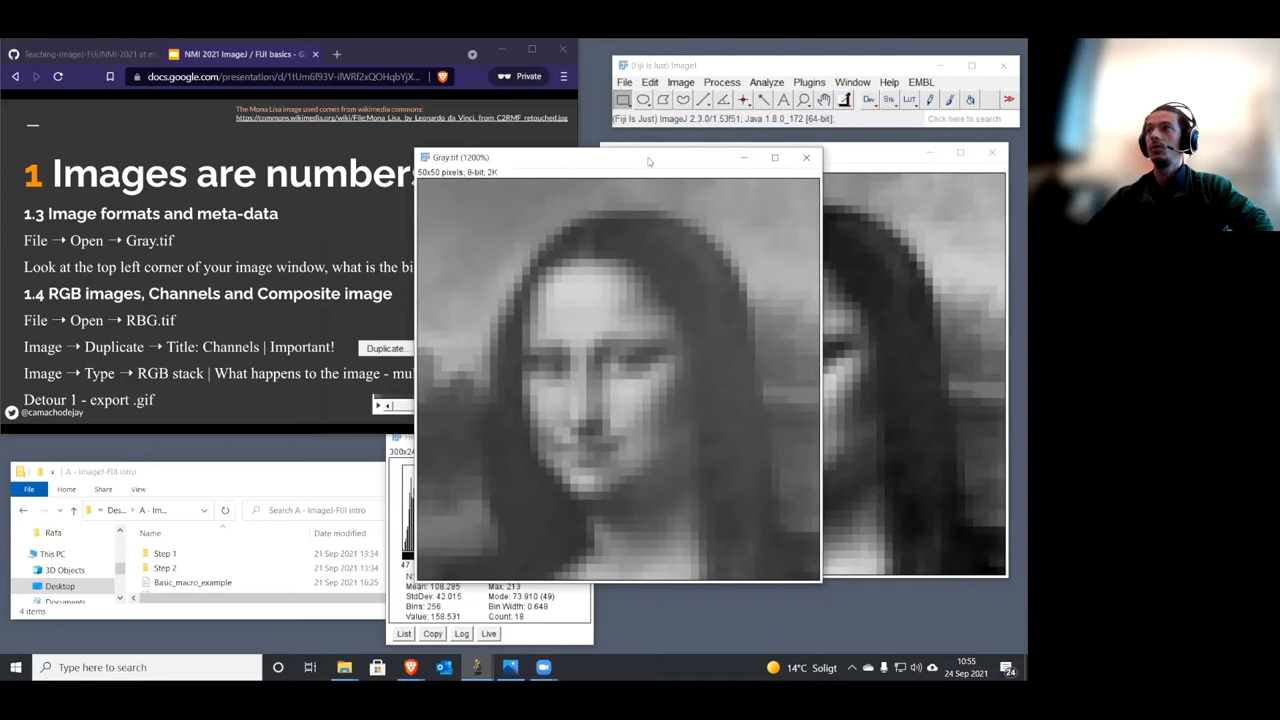 Teaching-ImageJ-FIJI/NMI-2021 at m
NMI 2021 ImageJ / FIJI basics - G
docs.google.com/presentation/d/1tUm6f93V-ilWRf2xQOHqbYjX
Private
The Mona Lisa image used comes from wikimedia commons:
https://commons.wikimedia.org/wiki/File:Mona_Lisa,_by_Leonardo_da_Vinci,_from_C2RMF_retouched.jpg
1 Images are numbers
1.3 Image formats and meta-data
File → Open → Gray.tif
Look at the top left corner of your image window, what is the bi
1.4 RGB images, Channels and Composite image
File → Open → RBG.tif
Image → Duplicate → Title: Channels | Important!
Duplicate...
Image → Type → RGB stack | What happens to the image - mul
Detour 1 - export .gif
@camachodejay
(Fiji Is Just) ImageJ
File Edit Image Process Analyze Plugins Window Help EMBL
Dev Stk LUT
(Fiji Is Just) ImageJ 2.3.0/1.53f51; Java 1.8.0_172 [64-bit];
Click here to search
Gray.tif (1200%)
50x50 pixels; 8-bit; 2K
A - ImageJ-FIJI intro
File Home Share View
Des... A - Im...
Search A - ImageJ-FIJI intro
Rafa
This PC
3D Objects
Desktop
Documents
Name Date modified
Step 1 21 Sep 2021 13:34
Step 2 21 Sep 2021 13:34
Basic_macro_example 21 Sep 2021 16:25
4 items
300x24
47
Mean: 108.285 Max: 213
StdDev: 42.015 Mode: 73.910 (49)
Bins: 256 Bin Width: 0.648
Value: 158.531 Count: 18
List Copy Log Live
Type here to search
14°C Soligt
10:55
24 Sep 2021
24